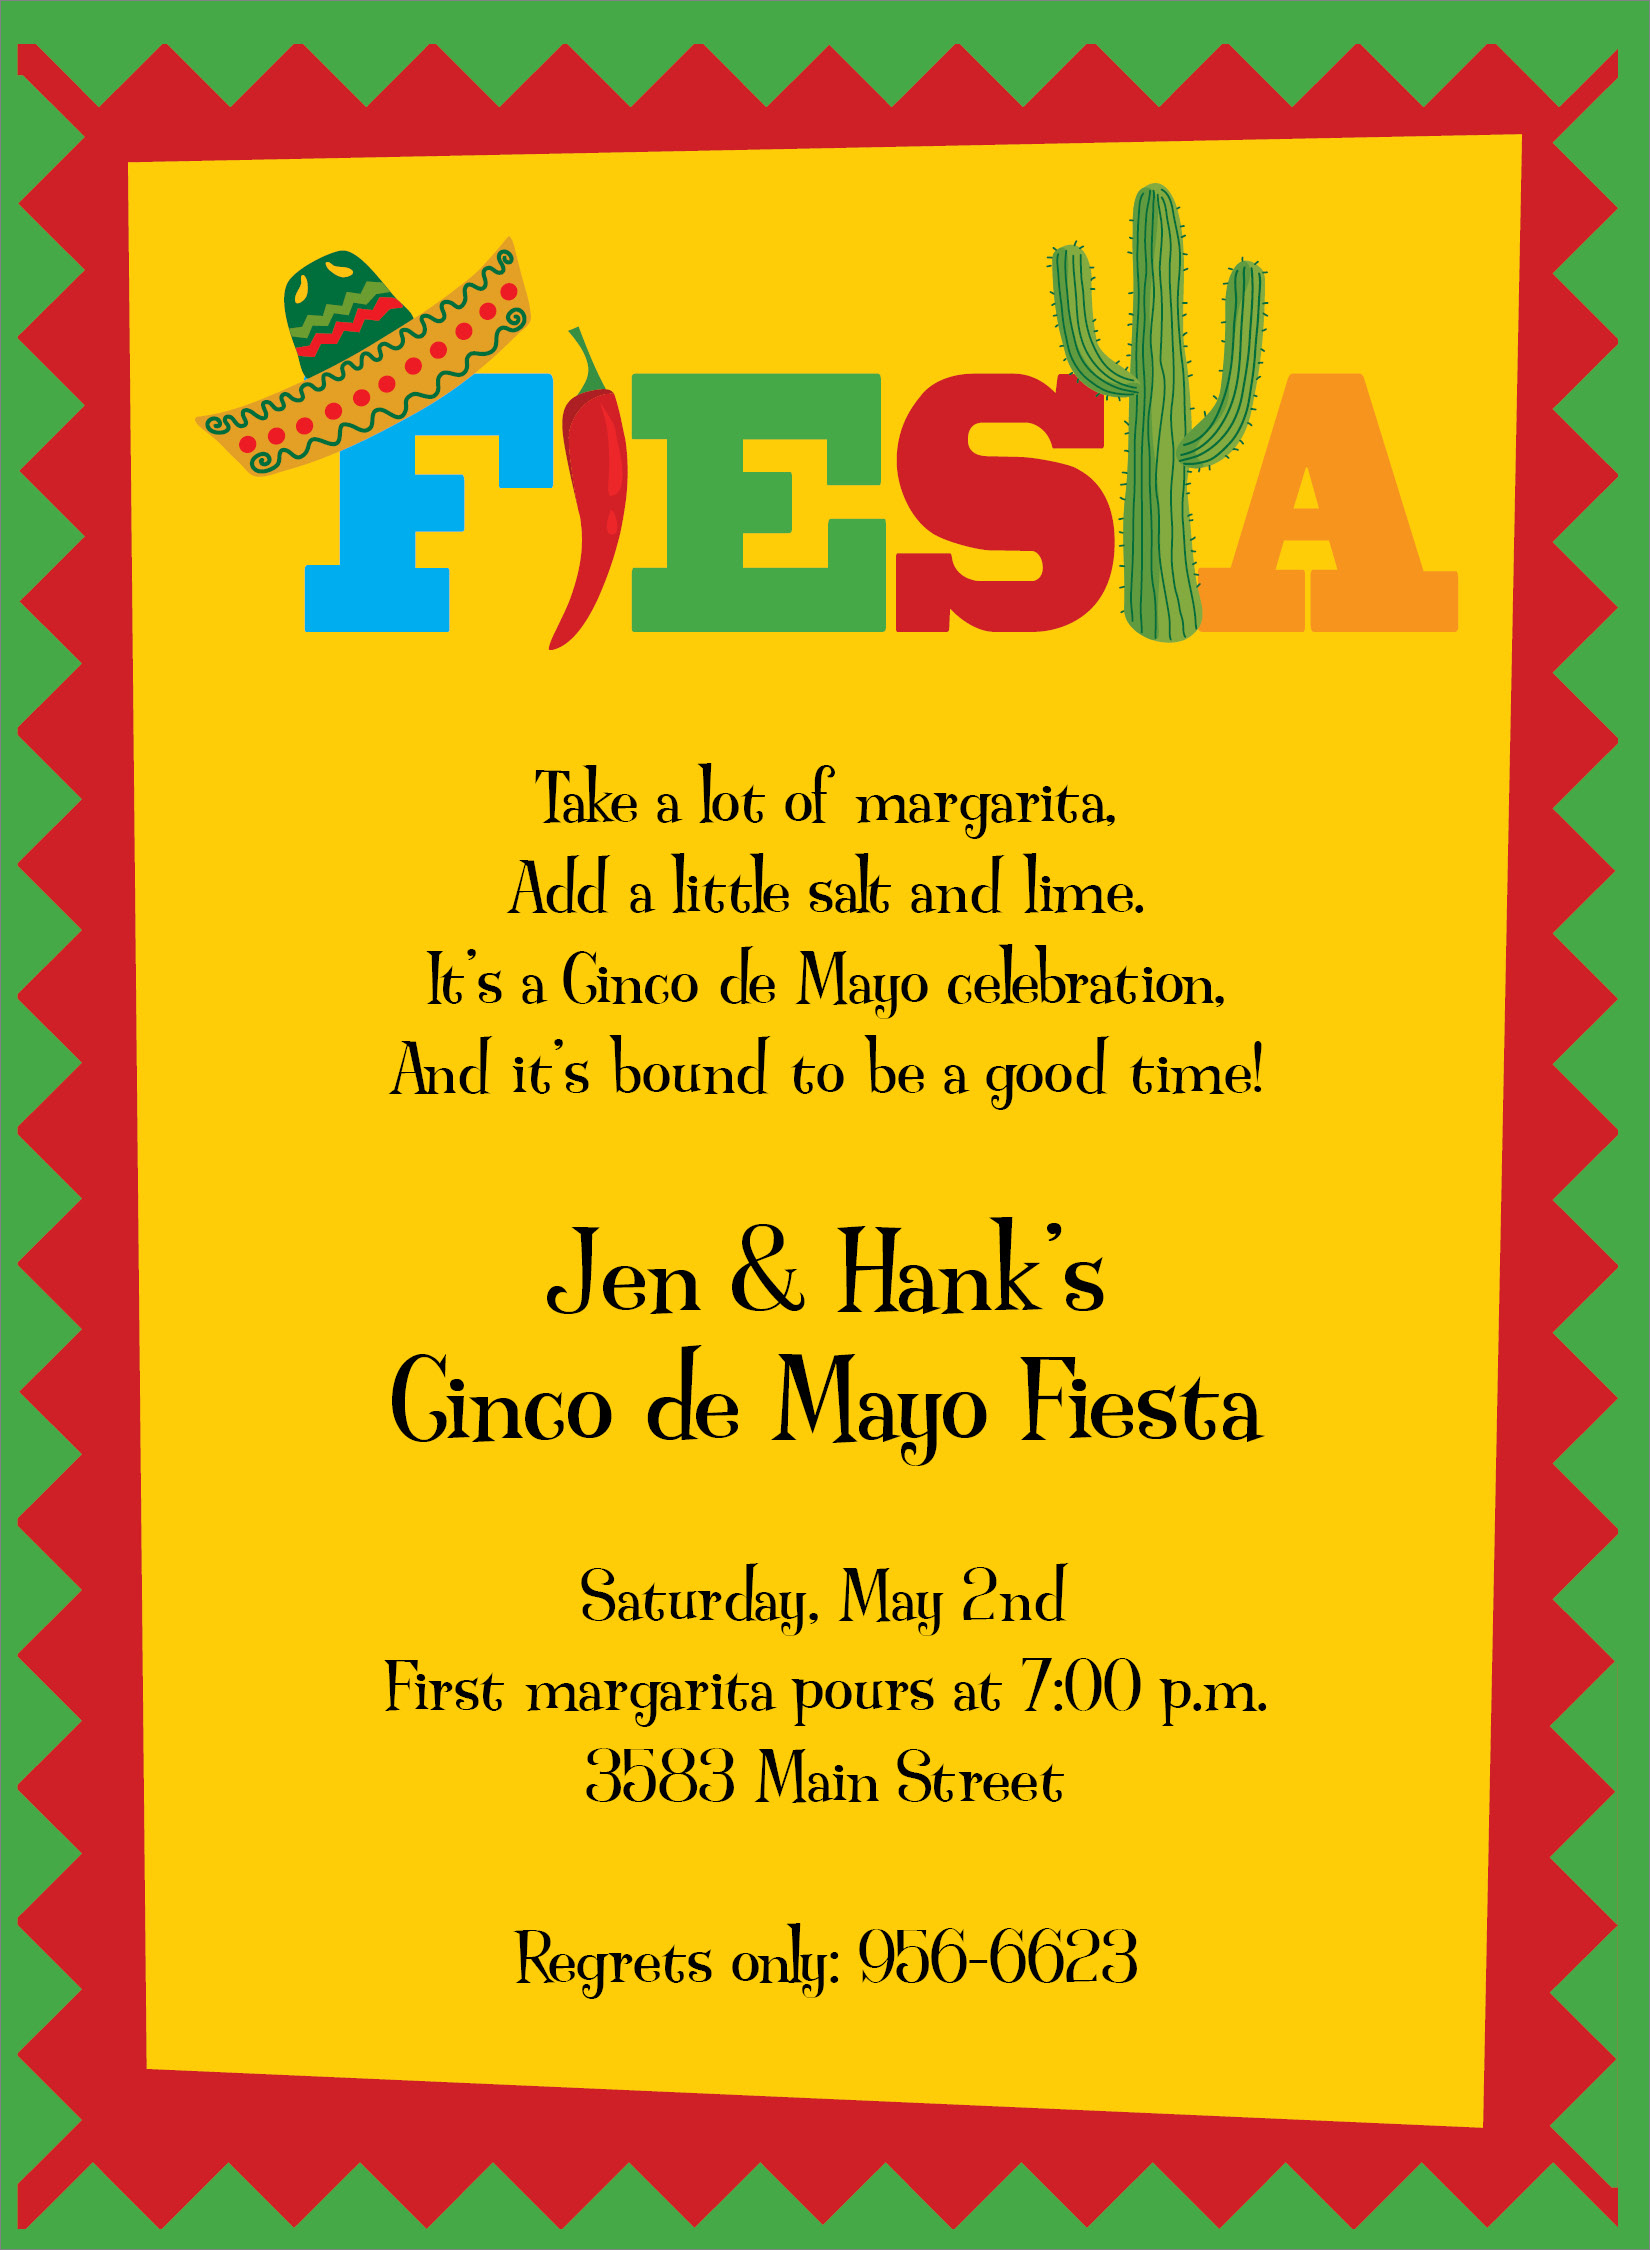 FIESTA
Take a lot of margarita,
Add a little salt and lime.
It's a Cinco de Mayo celebration,
And it's bound to be a good time!
Jen & Hank's
Cinco de Mayo Fiesta
Saturday, May 2nd
First margarita pours at 7:00 p.m.
3583 Main Street
Regrets only: 956-6623